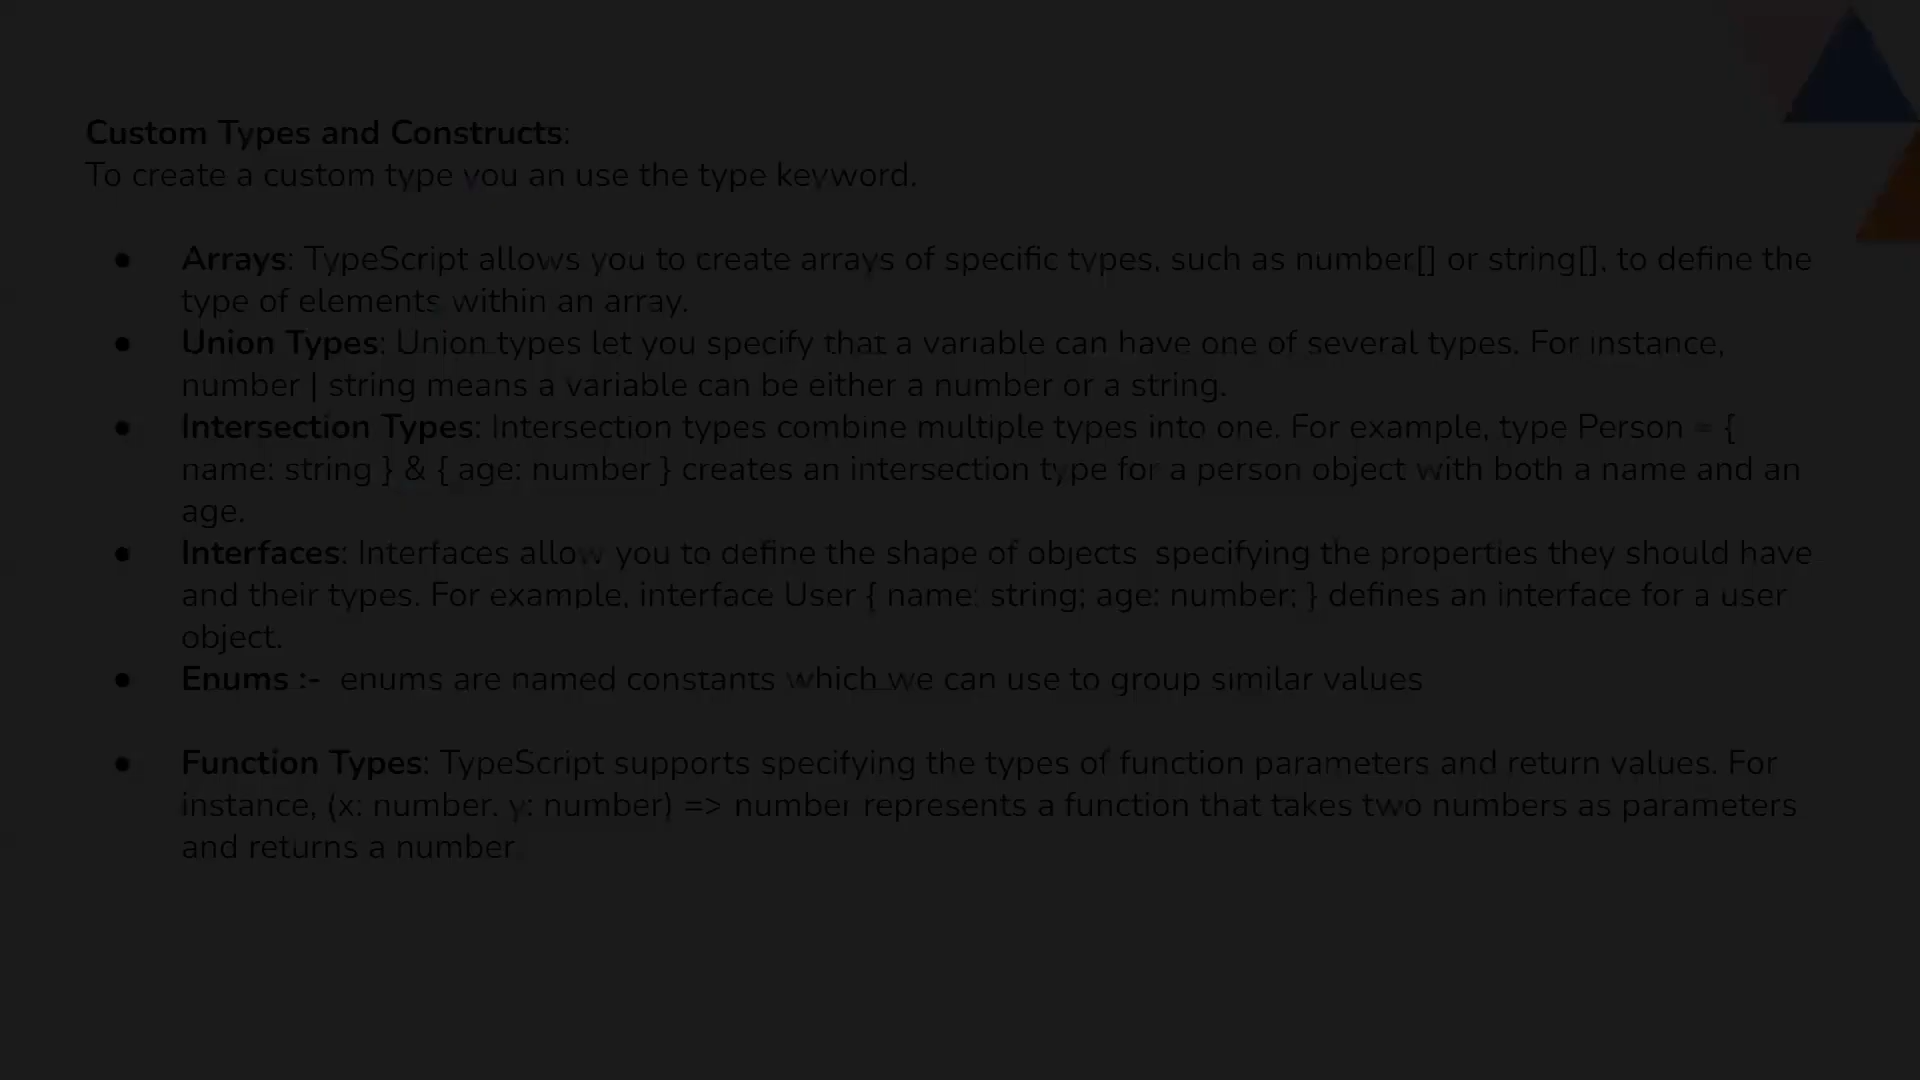 Custom Types and Constructs:
To create a custom type you an use the type keyword.
● Arrays: TypeScript allows you to create arrays of specific types, such as number[] or string[], to define the
type of elements within an array.
● Union Types: Union types let you specify that a variable can have one of several types. For instance,
number | string means a variable can be either a number or a string.
● Intersection Types: Intersection types combine multiple types into one. For example, type Person = {
name: string } & { age: number } creates an intersection type for a person object with both a name and an
age.
● Interfaces: Interfaces allow you to define the shape of objects specifying the properties they should have
and their types. For example, interface User { name: string; age: number; } defines an interface for a user
object.
● Enums :- enums are named constants which we can use to group similar values
● Function Types: TypeScript supports specifying the types of function parameters and return values. For
instance, (x: number, y: number) => number represents a function that takes two numbers as parameters
and returns a number.